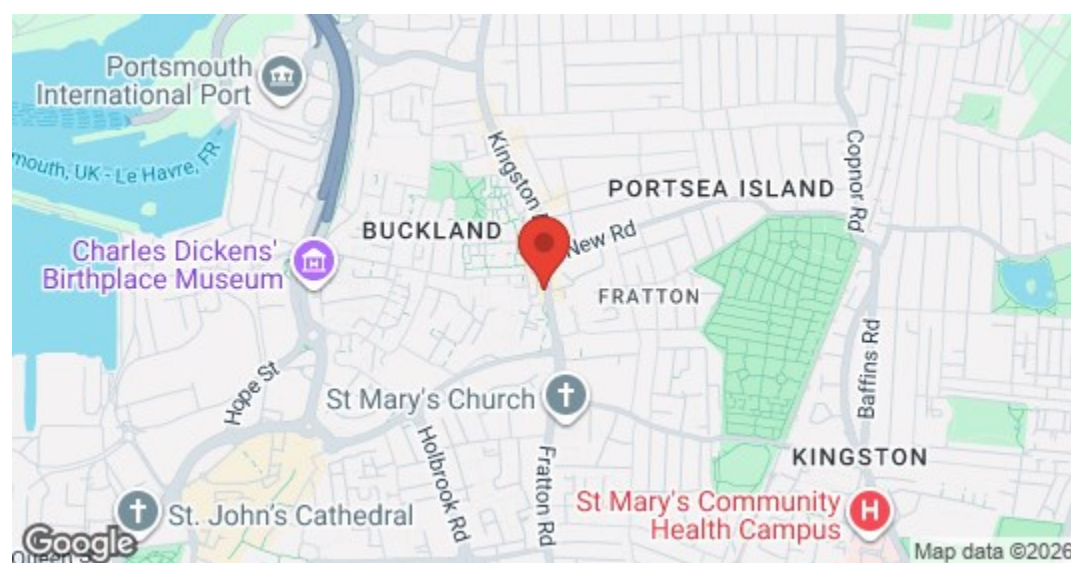 Portsmouth
International Port
mouth, UK - Le Havre, FR
Kingston
Copnor Rd
PORTSEA ISLAND
BUCKLAND
New Rd
Charles Dickens'
Birthplace Museum
FRATTON
Hope St
Baffins Rd
St Mary's Church
Holbrook Rd
Fratton Rd
KINGSTON
St Mary's Community
Health Campus
H
St. John's Cathedral
Google
Map data ©2026